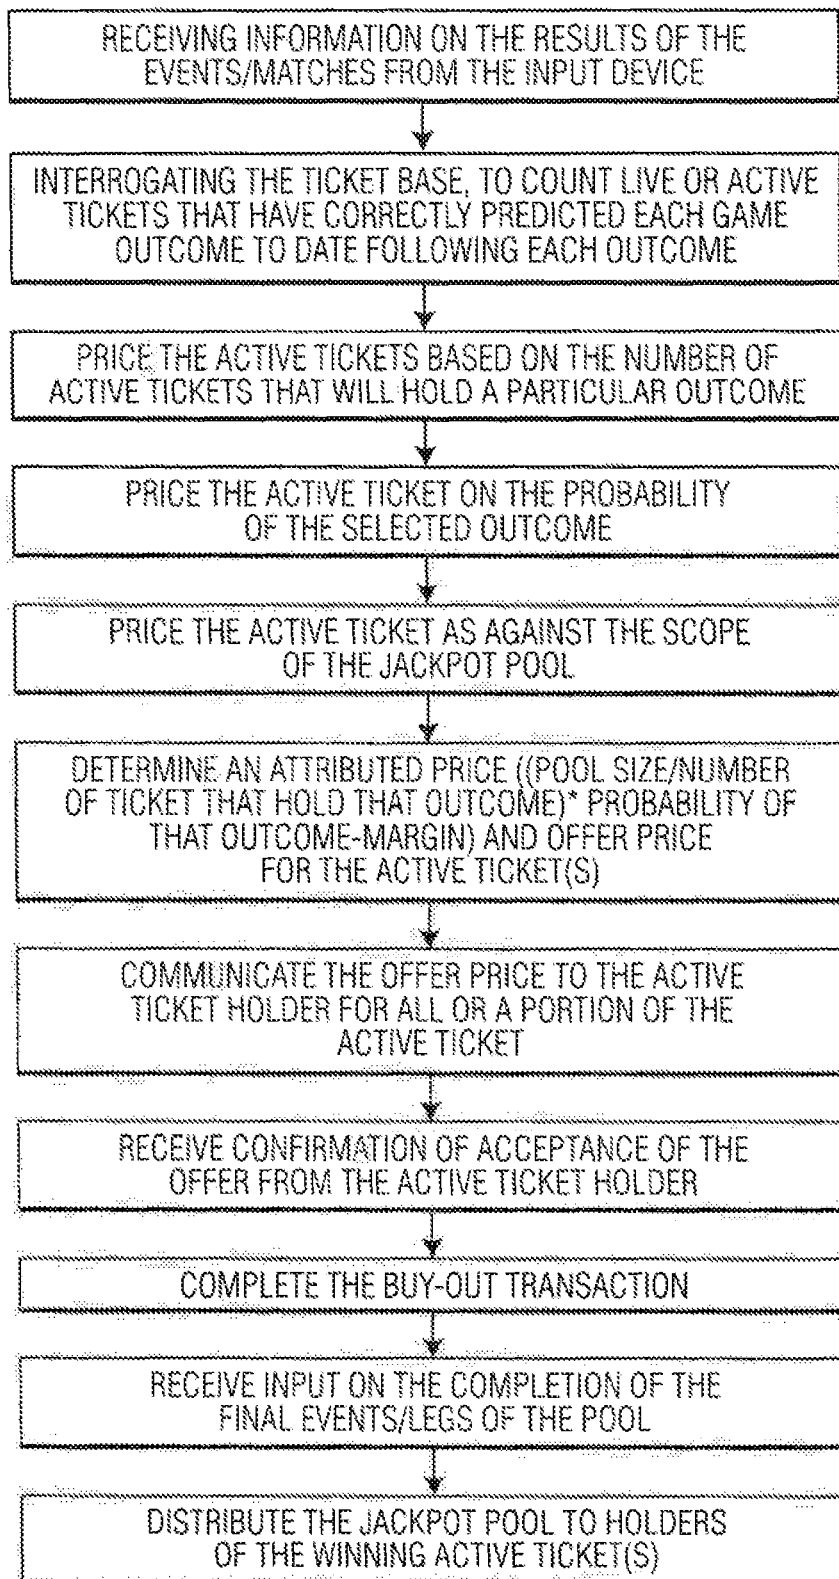 RECEIVING INFORMATION ON THE RESULTS OF THE
EVENTS/MATCHES FROM THE INPUT DEVICE
INTERROGATING THE TICKET BASE, TO COUNT LIVE OR ACTIVE
TICKETS THAT HAVE CORRECTLY PREDICTED EACH GAME
OUTCOME TO DATE FOLLOWING EACH OUTCOME
PRICE THE ACTIVE TICKETS BASED ON THE NUMBER OF
ACTIVE TICKETS THAT WILL HOLD A PARTICULAR OUTCOME
PRICE THE ACTIVE TICKET ON THE PROBABILITY
OF THE SELECTED OUTCOME
PRICE THE ACTIVE TICKET AS AGAINST THE SCOPE
OF THE JACKPOT POOL
DETERMINE AN ATTRIBUTED PRICE ((POOL SIZE/NUMBER
OF TICKET THAT HOLD THAT OUTCOME)* PROBABILITY OF
THAT OUTCOME-MARGIN) AND OFFER PRICE
FOR THE ACTIVE TICKET(S)
COMMUNICATE THE OFFER PRICE TO THE ACTIVE
TICKET HOLDER FOR ALL OR A PORTION OF THE
ACTIVE TICKET
RECEIVE CONFIRMATION OF ACCEPTANCE OF THE
OFFER FROM THE ACTIVE TICKET HOLDER
COMPLETE THE BUY-OUT TRANSACTION
RECEIVE INPUT ON THE COMPLETION OF THE
FINAL EVENTS/LEGS OF THE POOL
DISTRIBUTE THE JACKPOT POOL TO HOLDERS
OF THE WINNING ACTIVE TICKET(S)